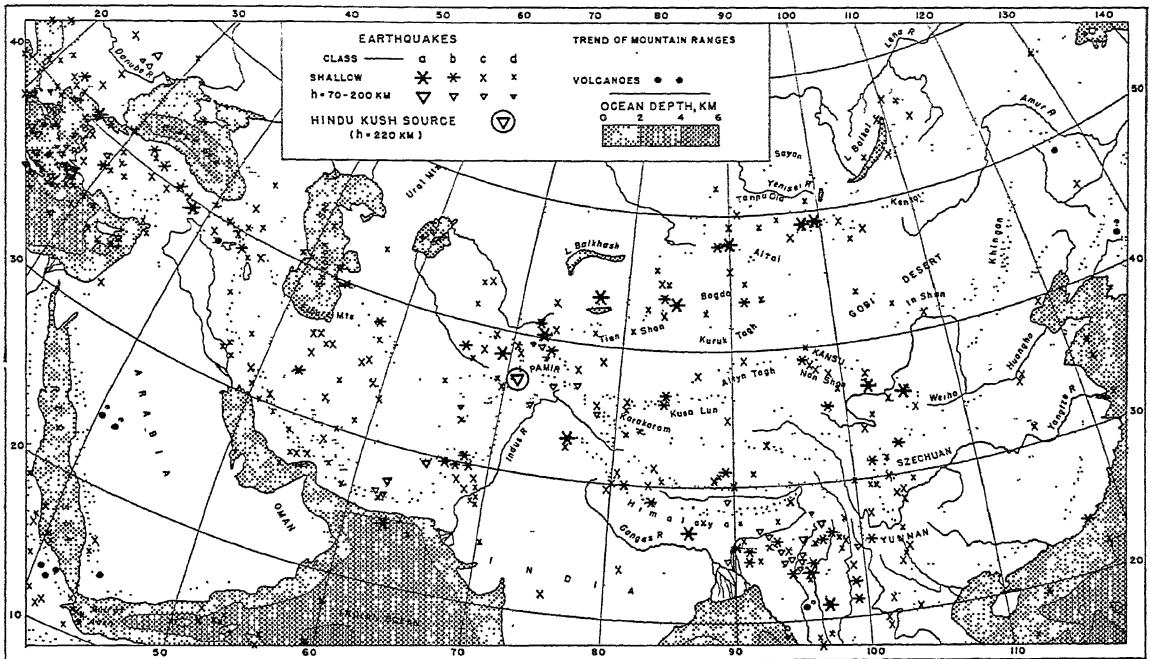 20 30 40 50 60 70 80 90 100 110 120 130 140
EARTHQUAKES
CLASS a b c d
SHALLOW
h=70-200 KM
HINDU KUSH SOURCE
(h = 220 KM)
TREND OF MOUNTAIN RANGES
VOLCANOES
OCEAN DEPTH, KM
0 2 4 6
40
Danube R
Ural Mts
Lena R
L Baikal
Amur R
50
Sayan
Yenisei R
Tannu Ola
Kentai
Khingan
30
L Balkhash
Altai
Bogdo
GOBI DESERT
In Shan
40
Mts
Tien Shan
Kuruk Tagh
PAMIR
Altyn Tagh
KANSU
Nan Shan
Huangho
Weiho
Kuen Lun
Karakoram
30
Yangtze R
20
ARABIA
Indus R
SZECHUAN
OMAN
Himalayas
Ganges R
YUNNAN
20
INDIA
10
50 60 70 80 90 100 110